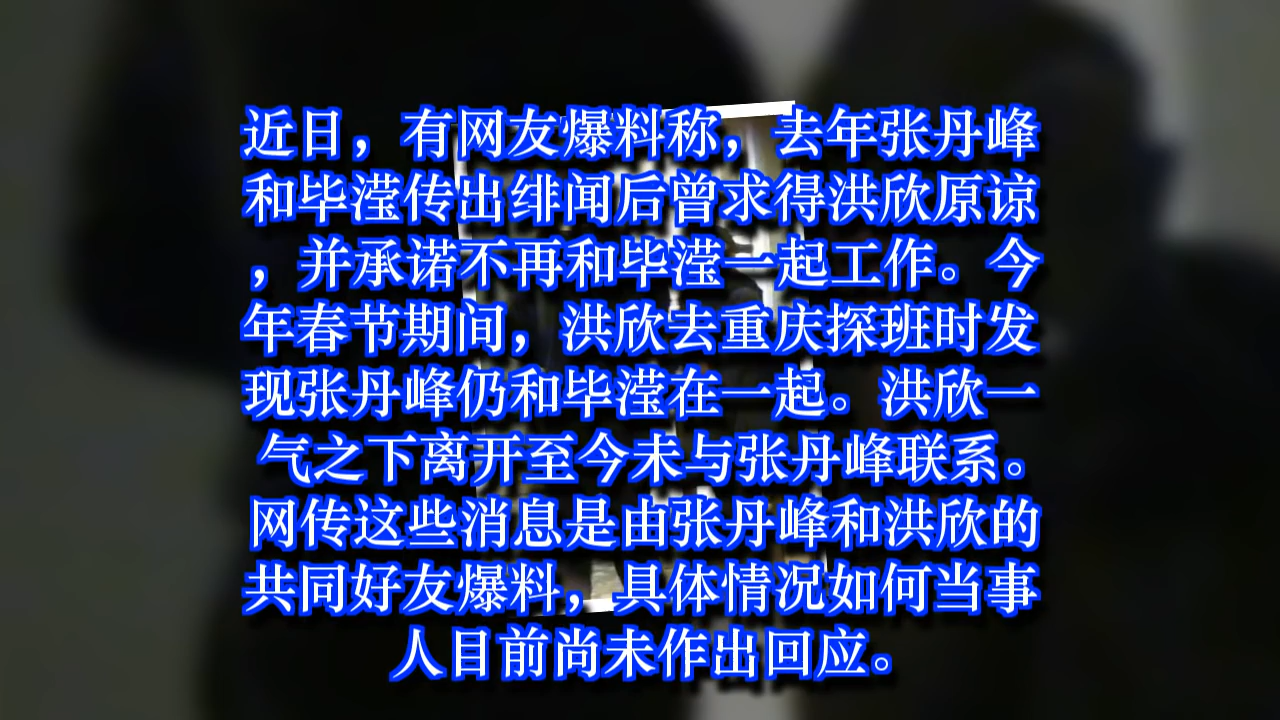 近日，有网友爆料称，去年张丹峰
和毕滢传出绯闻后曾求得洪欣原谅
，并承诺不再和毕滢一起工作。今
年春节期间，洪欣去重庆探班时发
现张丹峰仍和毕滢在一起。洪欣一
气之下离开至今未与张丹峰联系。
网传这些消息是由张丹峰和洪欣的
共同好友爆料，具体情况如何当事
人目前尚未作出回应。